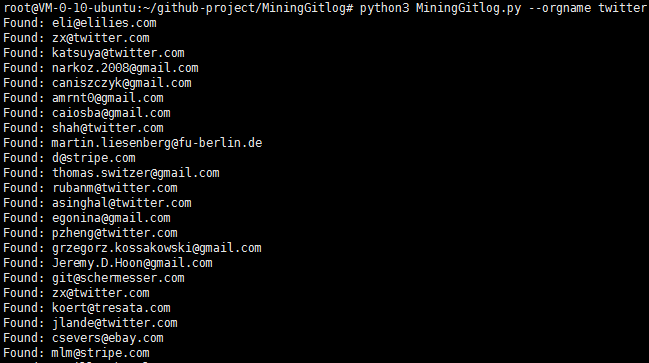 root@VM-0-10-ubuntu:~/github-project/MiningGitlog# python3 MiningGitlog.py --orgname twitter
Found: eli@elilies.com
Found: zx@twitter.com
Found: katsuya@twitter.com
Found: narkoz.2008@gmail.com
Found: caniszczyk@gmail.com
Found: amrnt0@gmail.com
Found: caiosba@gmail.com
Found: shah@twitter.com
Found: martin.liesenberg@fu-berlin.de
Found: d@stripe.com
Found: thomas.switzer@gmail.com
Found: rubanm@twitter.com
Found: asinghal@twitter.com
Found: egonina@gmail.com
Found: pzheng@twitter.com
Found: grzegorz.kossakowski@gmail.com
Found: Jeremy.D.Hoon@gmail.com
Found: git@schermesser.com
Found: zx@twitter.com
Found: koert@tresata.com
Found: jlande@twitter.com
Found: csevers@ebay.com
Found: mlm@stripe.com